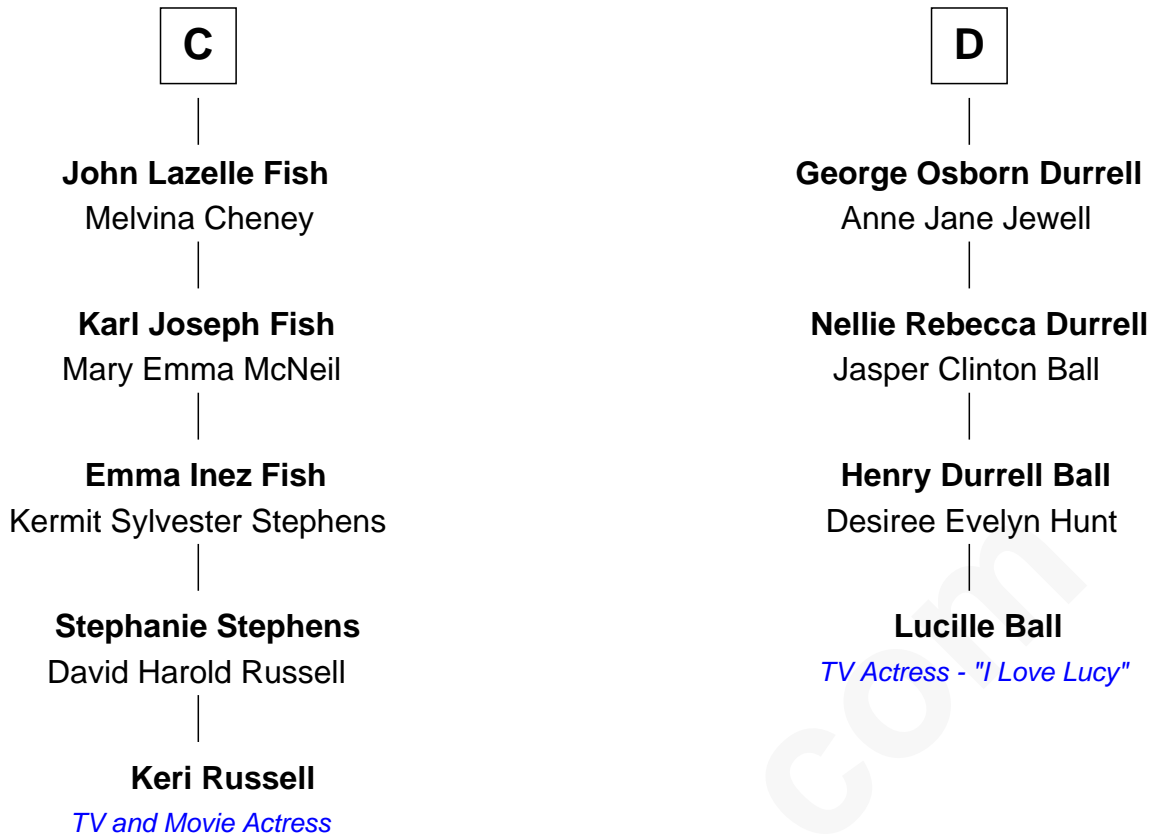 C
John Lazelle Fish
Melvina Cheney
Karl Joseph Fish
Mary Emma McNeil
Emma Inez Fish
Kermit Sylvester Stephens
Stephanie Stephens
David Harold Russell
Keri Russell
TV and Movie Actress
D
George Osborn Durrell
Anne Jane Jewell
Nellie Rebecca Durrell
Jasper Clinton Ball
Henry Durrell Ball
Desiree Evelyn Hunt
Lucille Ball
TV Actress - "I Love Lucy"
com